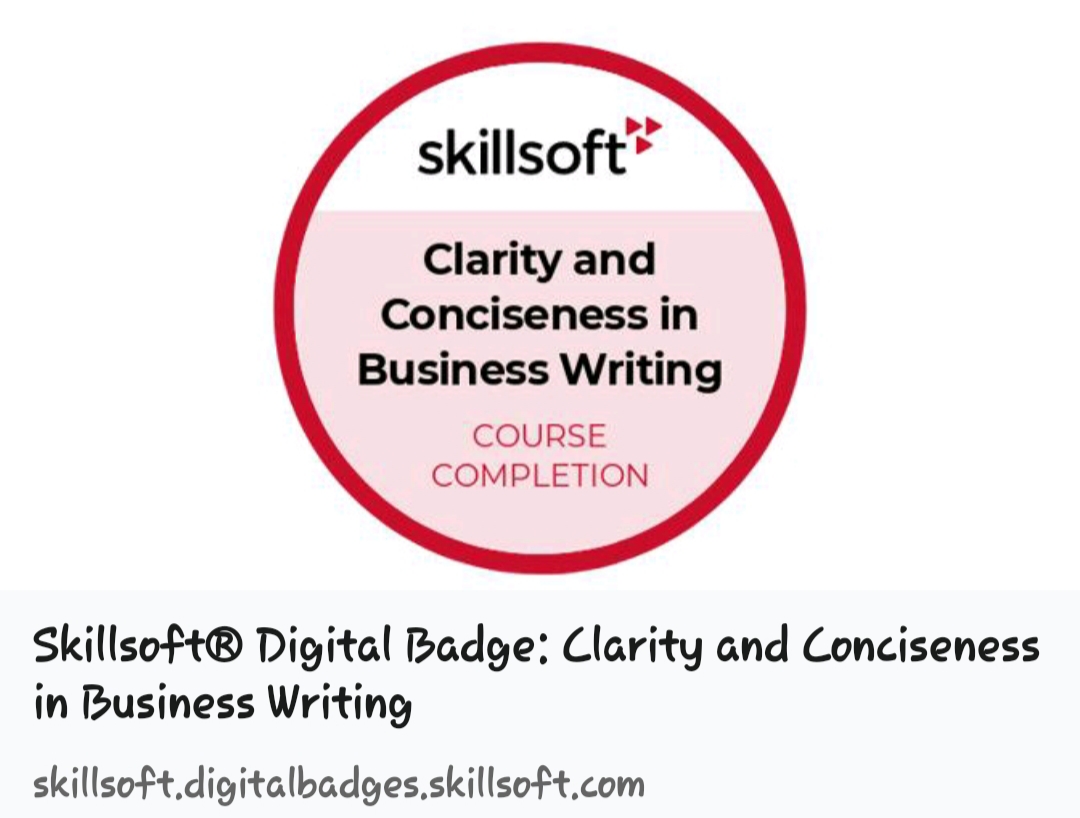 skillsoft
Clarity and
Conciseness in
Business Writing
COURSE
COMPLETION
Skillsoft® Digital Badge: Clarity and Conciseness
in Business Writing
skillsoft.digitalbadges.skillsoft.com